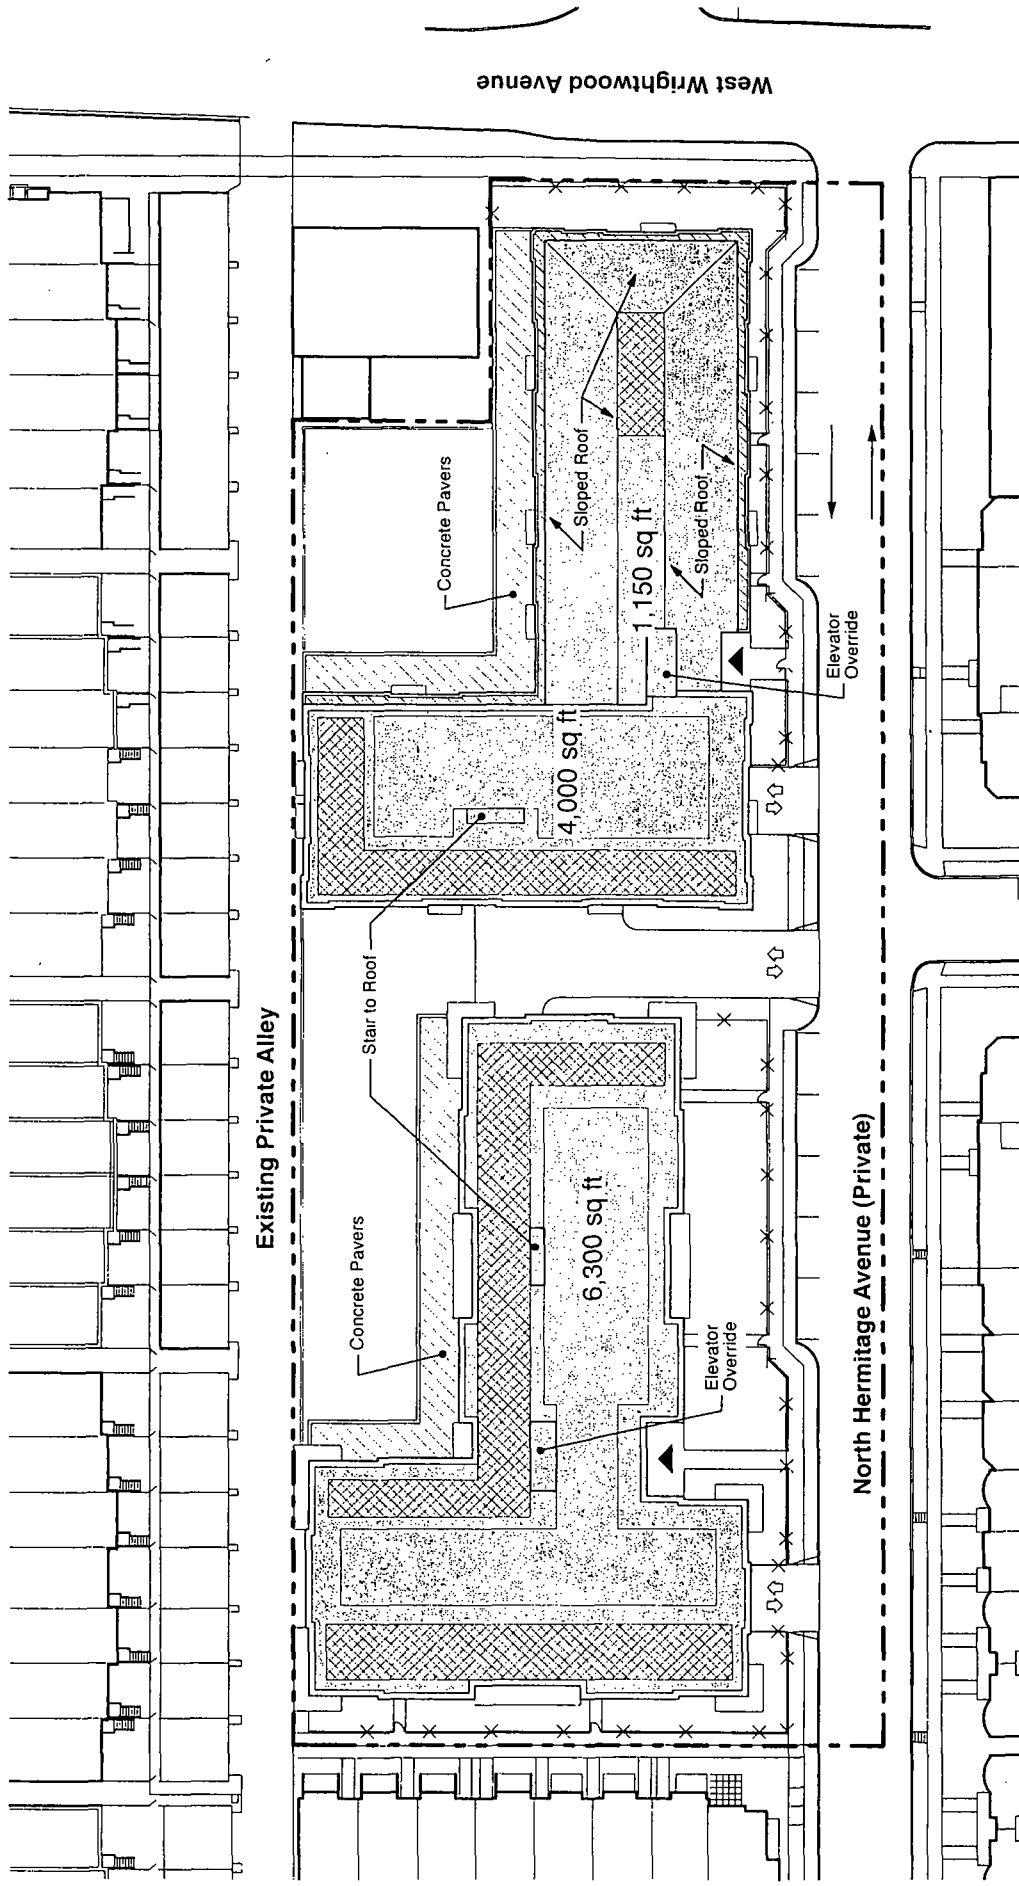 West Wrightwood Avenue
Existing Private Alley
Concrete Pavers
Sloped Roof
1,150 sq ft
Sloped Roof
Elevator
Override
4,000 sq ft
Stair to Roof
Concrete Pavers
6,300 sq ft
Elevator
Override
North Hermitage Avenue (Private)